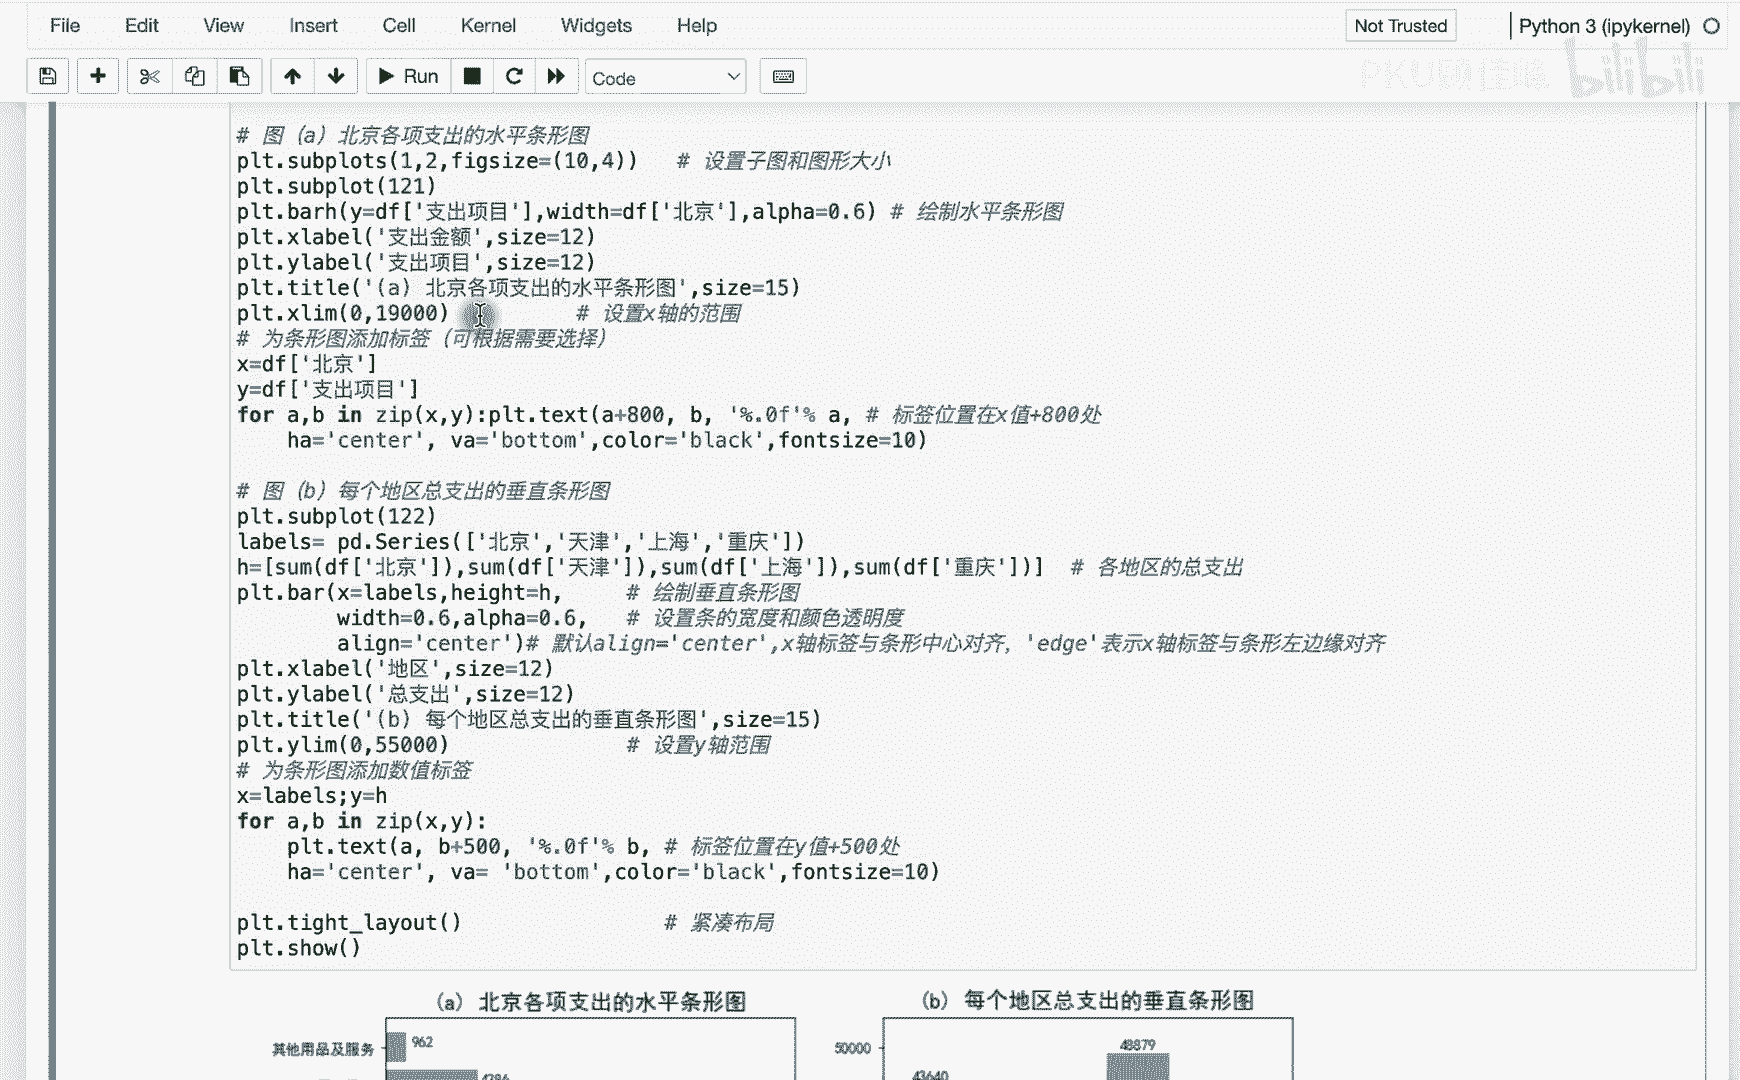 File Edit View Insert Cell Kernel Widgets Help Not Trusted Python 3 (ipykernel)
Run Code
bilibili
# 图（a）北京各项支出的水平条形图
plt.subplots(1,2,figsize=(10,4)) # 设置子图和图形大小
plt.subplot(121)
plt.barh(y=df['支出项目'],width=df['北京'],alpha=0.6) # 绘制水平条形图
plt.xlabel('支出金额',size=12)
plt.ylabel('支出项目',size=12)
plt.title('(a) 北京各项支出的水平条形图',size=15)
plt.xlim(0,19000) # 设置x轴的范围
# 为条形图添加标签（可根据需要选择）
x=df['北京']
y=df['支出项目']
for a,b in zip(x,y):plt.text(a+800, b, '%.0f'% a, # 标签位置在x值+800处
ha='center', va='bottom',color='black',fontsize=10)
# 图（b）每个地区总支出的垂直条形图
plt.subplot(122)
labels= pd.Series(['北京','天津','上海','重庆'])
h=[sum(df['北京']),sum(df['天津']),sum(df['上海']),sum(df['重庆'])] # 各地区的总支出
plt.bar(x=labels,height=h, # 绘制垂直条形图
width=0.6,alpha=0.6, # 设置条的宽度和颜色透明度
align='center')# 默认align='center',x轴标签与条形中心对齐，'edge'表示x轴标签与条形左边缘对齐
plt.xlabel('地区',size=12)
plt.ylabel('总支出',size=12)
plt.title('(b) 每个地区总支出的垂直条形图',size=15)
plt.ylim(0,55000) # 设置y轴范围
# 为条形图添加数值标签
x=labels;y=h
for a,b in zip(x,y):
plt.text(a, b+500, '%.0f'% b, # 标签位置在y值+500处
ha='center', va= 'bottom',color='black',fontsize=10)
plt.tight_layout() # 紧凑布局
plt.show()
(a) 北京各项支出的水平条形图 (b) 每个地区总支出的垂直条形图
其他用品及服务 962 50000 48879
43640